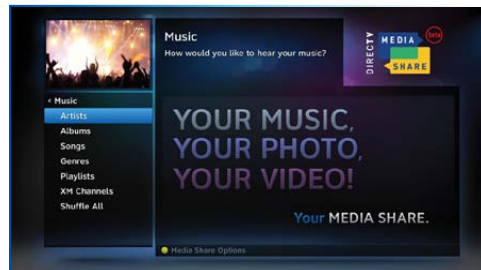 Music
How would you like to hear your music?
DIRECTV
MEDIA
beta
SHARE
< Music
Artists
Albums
Songs
Genres
Playlists
XM Channels
Shuffle All
YOUR MUSIC,
YOUR PHOTO,
YOUR VIDEO!
Your MEDIA SHARE.
Media Share Options